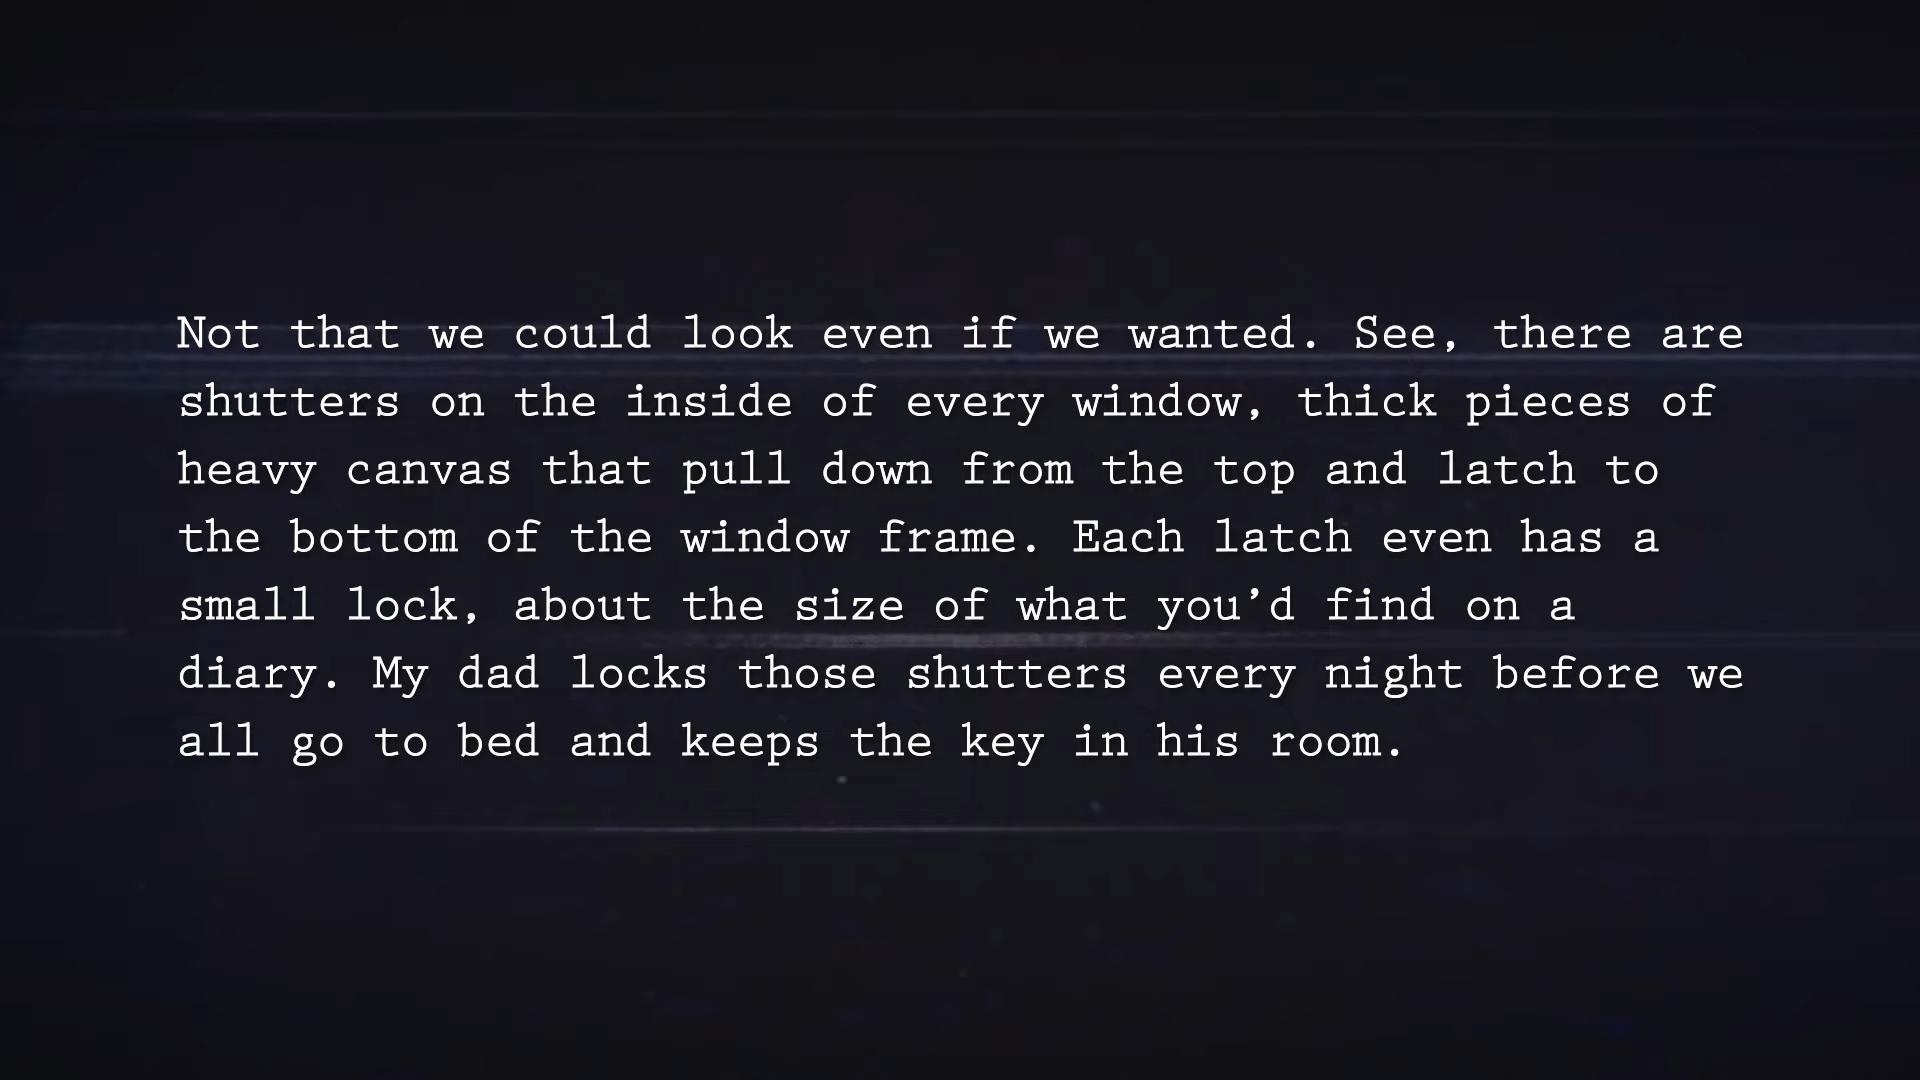 Not that we could look even if we wanted. See, there are
shutters on the inside of every window, thick pieces of
heavy canvas that pull down from the top and latch to
the bottom of the window frame. Each latch even has a
small lock, about the size of what you’d find on a
diary. My dad locks those shutters every night before we
all go to bed and keeps the key in his room.